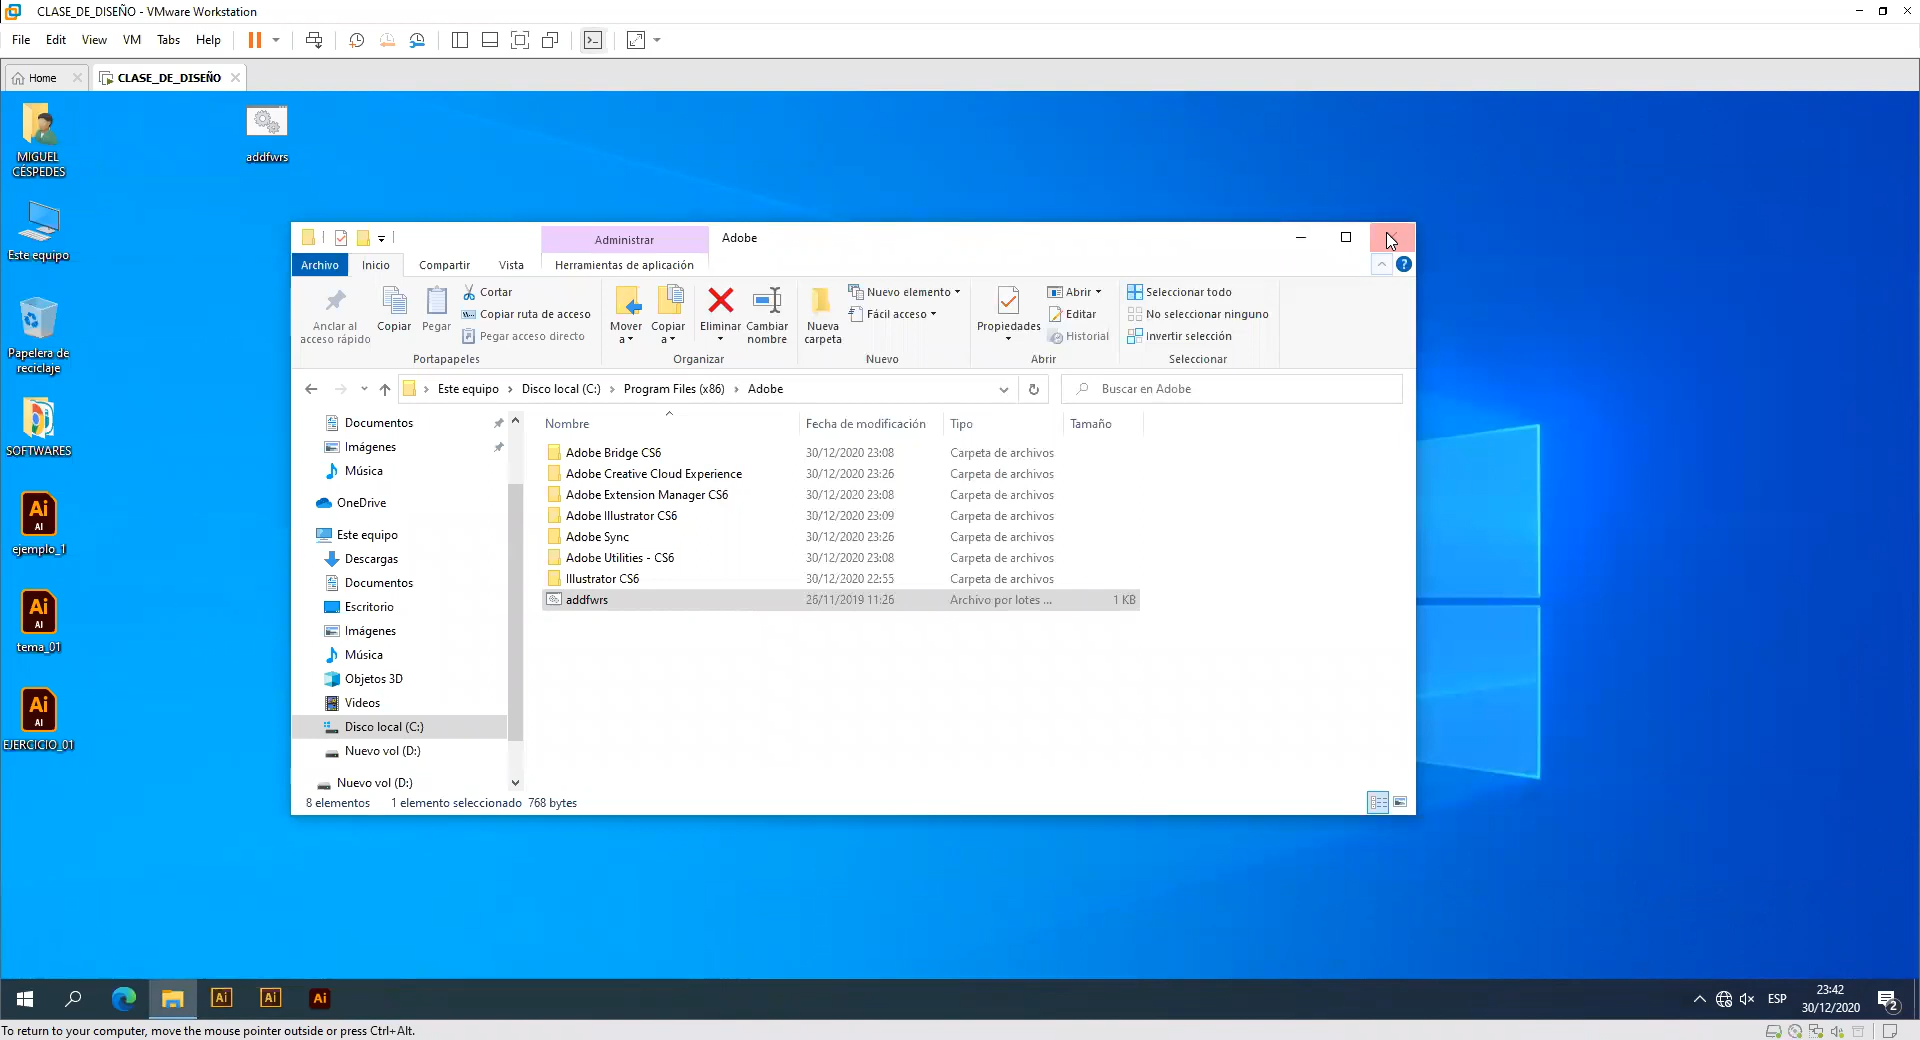 CLASE_DE_DISEÑO - VMware Workstation
File Edit View VM Tabs Help
Home
CLASE_DE_DISEÑO
MIGUEL
CÉSPEDES
addfwrs
Este equipo
Papelera de
reciclaje
SOFTWARES
Ai
AI
ejemplo_1
Ai
AI
tema_01
Ai
AI
EJERCICIO_01
Administrar
Adobe
Archivo Inicio Compartir Vista Herramientas de aplicación
Anclar al
acceso rápido
Copiar
Pegar
Cortar
Copiar ruta de acceso
Pegar acceso directo
Portapapeles
Mover
a
Copiar
a
Eliminar
Cambiar
nombre
Organizar
Nueva
carpeta
Nuevo elemento
Fácil acceso
Nuevo
Propiedades
Abrir
Editar
Historial
Abrir
Seleccionar todo
No seleccionar ninguno
Invertir selección
Seleccionar
Este equipo Disco local (C:) Program Files (x86) Adobe
Buscar en Adobe
Documentos
Imágenes
Música
OneDrive
Este equipo
Descargas
Documentos
Escritorio
Imágenes
Música
Objetos 3D
Videos
Disco local (C:)
Nuevo vol (D:)
Nuevo vol (D:)
Nombre Fecha de modificación Tipo Tamaño
Adobe Bridge CS6 30/12/2020 23:08 Carpeta de archivos
Adobe Creative Cloud Experience 30/12/2020 23:26 Carpeta de archivos
Adobe Extension Manager CS6 30/12/2020 23:08 Carpeta de archivos
Adobe Illustrator CS6 30/12/2020 23:09 Carpeta de archivos
Adobe Sync 30/12/2020 23:26 Carpeta de archivos
Adobe Utilities - CS6 30/12/2020 23:08 Carpeta de archivos
Illustrator CS6 30/12/2020 22:55 Carpeta de archivos
addfwrs 26/11/2019 11:26 Archivo por lotes ... 1 KB
8 elementos 1 elemento seleccionado 768 bytes
Ai Ai Ai
ESP
23:42
30/12/2020
2
To return to your computer, move the mouse pointer outside or press Ctrl+Alt.